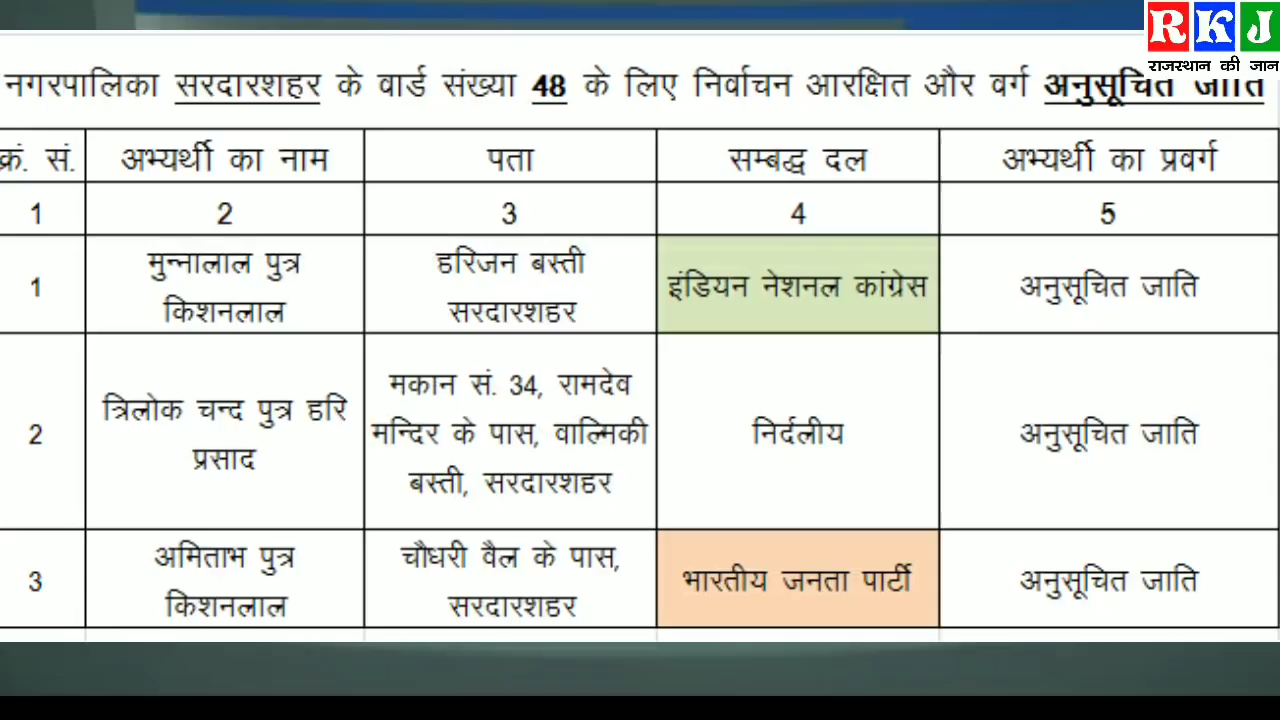 RKJ
राजस्थान की जान
नगरपालिका सरदारशहर के वार्ड संख्या 48 के लिए निर्वाचन आरक्षित और वर्ग अनुसूचित जाति
क्रं. सं. अभ्यर्थी का नाम पता सम्बद्ध दल अभ्यर्थी का प्रवर्ग
1 2 3 4 5
1 मुन्नालाल पुत्र किशनलाल हरिजन बस्ती सरदारशहर इंडियन नेशनल कांग्रेस अनुसूचित जाति
2 त्रिलोक चन्द पुत्र हरि प्रसाद मकान सं. 34, रामदेव मन्दिर के पास, वाल्मिकी बस्ती, सरदारशहर निर्दलीय अनुसूचित जाति
3 अमिताभ पुत्र किशनलाल चौधरी वैल के पास, सरदारशहर भारतीय जनता पार्टी अनुसूचित जाति